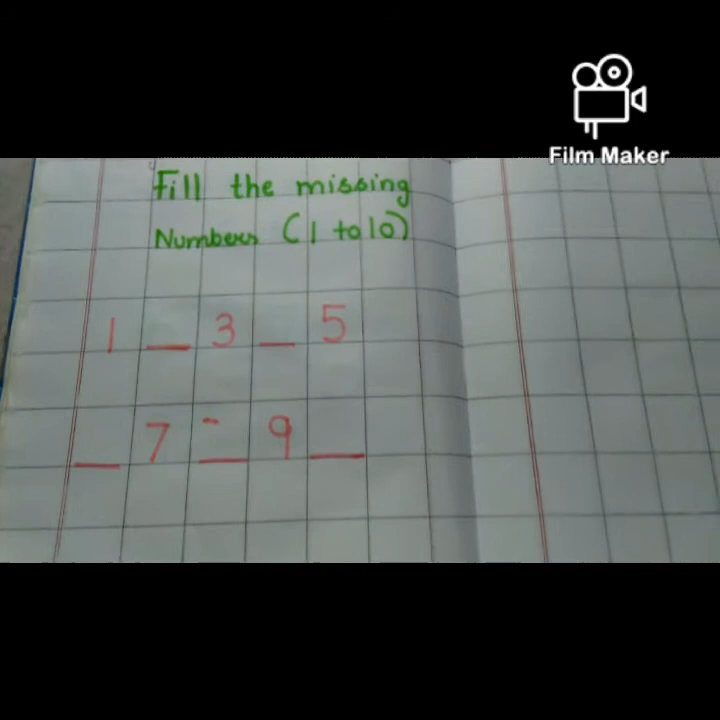 Film Maker
Fill the missing
Numbers (1 to 10)
1 _ 3 _ 5
_ 7 _ 9 _